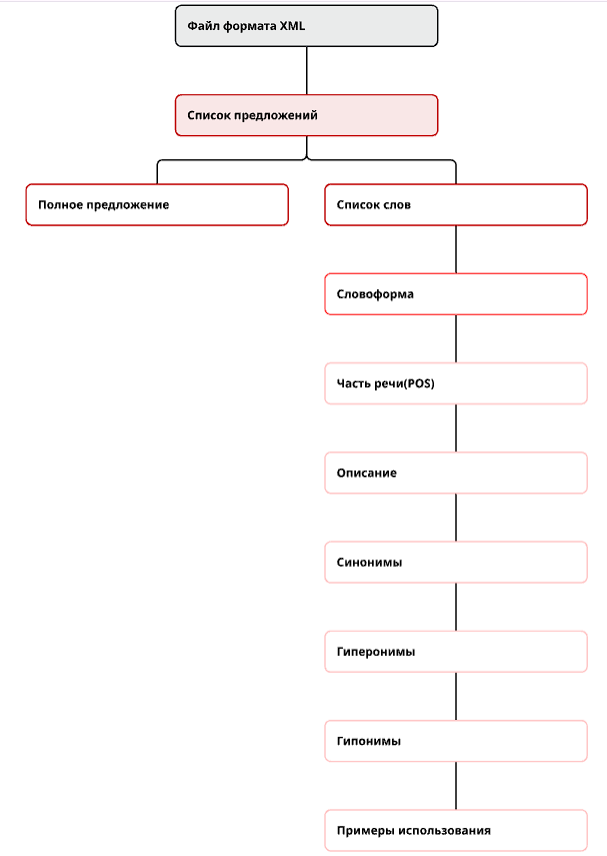 Файл формата XML
Список предложений
Полное предложение
Список слов
Словоформа
Часть речи(POS)
Описание
Синонимы
Гиперонимы
Гипонимы
Примеры использования